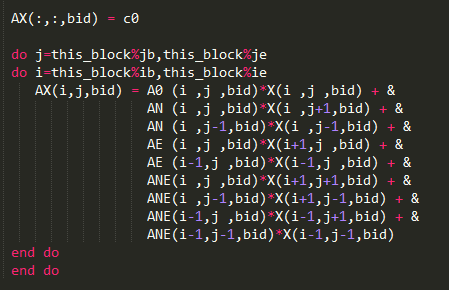 AX(:,:,bid) = c0
do j=this_block%jb,this_block%je
do i=this_block%ib,this_block%ie
AX(i,j,bid) = A0 (i ,j ,bid)*X(i ,j ,bid) + &
AN (i ,j ,bid)*X(i ,j+1,bid) + &
AN (i ,j-1,bid)*X(i ,j-1,bid) + &
AE (i ,j ,bid)*X(i+1,j ,bid) + &
AE (i-1,j ,bid)*X(i-1,j ,bid) + &
ANE(i ,j ,bid)*X(i+1,j+1,bid) + &
ANE(i ,j-1,bid)*X(i+1,j-1,bid) + &
ANE(i-1,j ,bid)*X(i-1,j+1,bid) + &
ANE(i-1,j-1,bid)*X(i-1,j-1,bid)
end do
end do